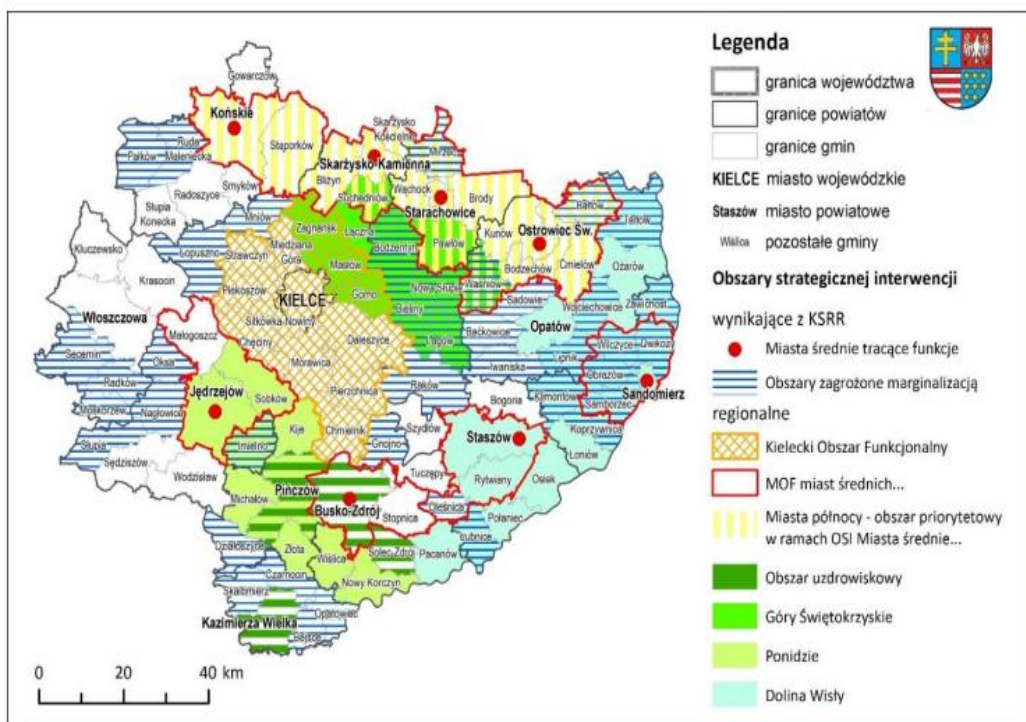 Legenda
granica województwa
granice powiatów
granice gmin
KIELCE miasto wojewódzkie
Staszów miasto powiatowe
Wiślica pozostałe gminy
Obszary strategicznej interwencji
wynikające z KSRR
Miasta średnie tracące funkcje
Obszary zagrożone marginalizacją
regionalne
Kielecki Obszar Funkcjonalny
MOF miast średnich...
Miasta północy - obszar priorytetowy
w ramach OSI Miasta średnie...
Obszar uzdrowiskowy
Góry Świętokrzyskie
Ponidzie
Dolina Wisły
Gowarczów
Końskie
Skarżysko
Kościelne
Ruda
Maleniecka
Fałków
Stąporków
Skarżysko-Kamienna
Mirzec
Radoszyce
Smyków
Bliżyn
Suchedniów
Wąchock
Starachowice
Brody
Bałtów
Tarłów
Słupia
Konecka
Mniów
Zagnańsk
Łączna
Bodzentyn
Pawłów
Kunów
Ostrowiec Św.
Ćmielów
Bodzechów
Ożarów
Kluczewsko
Łopuszno
Strawczyn
Miedziana
Góra
Masłów
Waśniów
Krasocin
Piekoszów
KIELCE
Górno
Nowa Słupia
Bieliny
Sadowie
Wojciechowice
Zawichost
Włoszczowa
Małogoszcz
Sitkówka-Nowiny
Chęciny
Daleszyce
Łagów
Baćkowice
Opatów
Wilczyce
Dwikozy
Secemin
Oksa
Morawica
Iwaniska
Lipnik
Obrazów
Radków
Jędrzejów
Sobków
Pierzchnica
Raków
Klimontów
Samborzec
Sandomierz
Moskorzew
Nagłowice
Bogoria
Chmielnik
Szydłów
Staszów
Koprzywnica
Słupia
Imielno
Kije
Gnojno
Łoniów
Sędziszów
Wodzisław
Pińczów
Tuczępy
Rytwiany
Osiek
Michałów
Busko-Zdrój
Oleśnica
Stopnica
Połaniec
Działoszyce
Złota
Wiślica
Solec-Zdrój
Pacanów
Łubnice
Czarnocin
Nowy Korczyn
Skalbmierz
Opatowiec
Kazimierza Wielka
Bejsce
0 20 40 km